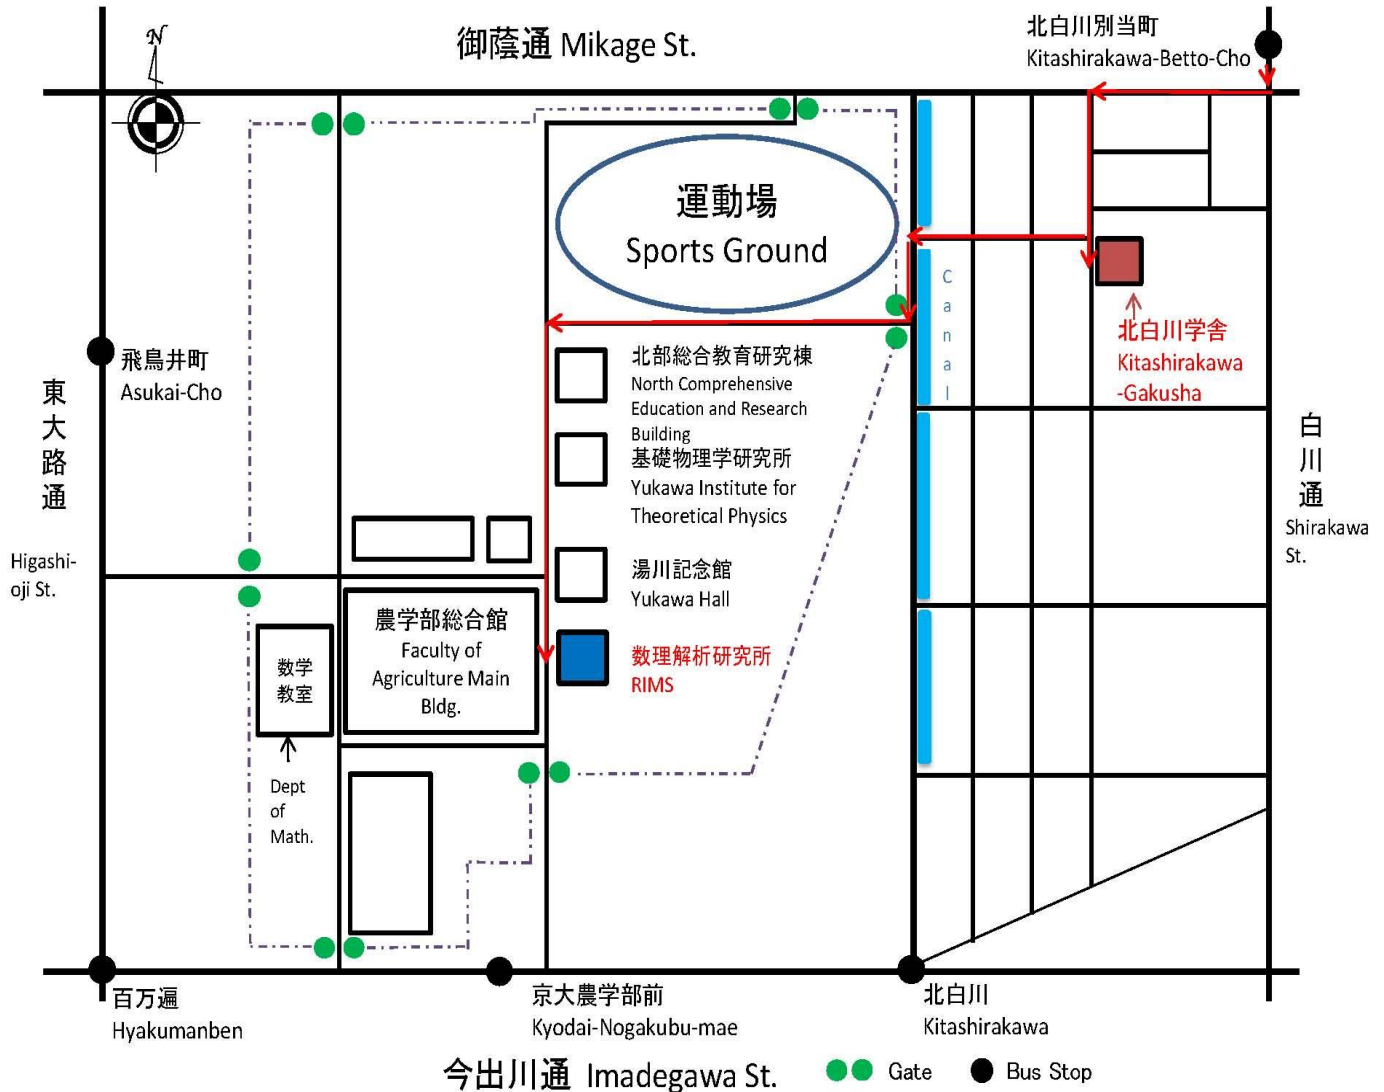 N
御蔭通 Mikage St.
北白川別当町
Kitashirakawa-Betto-Cho
運動場
Sports Ground
Canal
北白川学舎
Kitashirakawa
-Gakusha
飛鳥井町
Asukai-Cho
東大路通
Higashi-
oji St.
北部総合教育研究棟
North Comprehensive
Education and Research
Building
基礎物理学研究所
Yukawa Institute for
Theoretical Physics
白川通
Shirakawa
St.
湯川記念館
Yukawa Hall
農学部総合館
Faculty of
Agriculture Main
Bldg.
数学
教室
数理解析研究所
RIMS
Dept
of
Math.
百万遍
Hyakumanben
京大農学部前
Kyodai-Nogakubu-mae
北白川
Kitashirakawa
今出川通 Imadegawa St.
Gate
Bus Stop